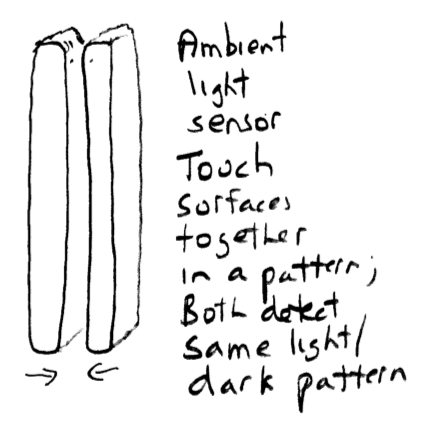 Ambient
light
sensor
Touch
surfaces
together
in a pattern;
Both detect
same light/
dark pattern